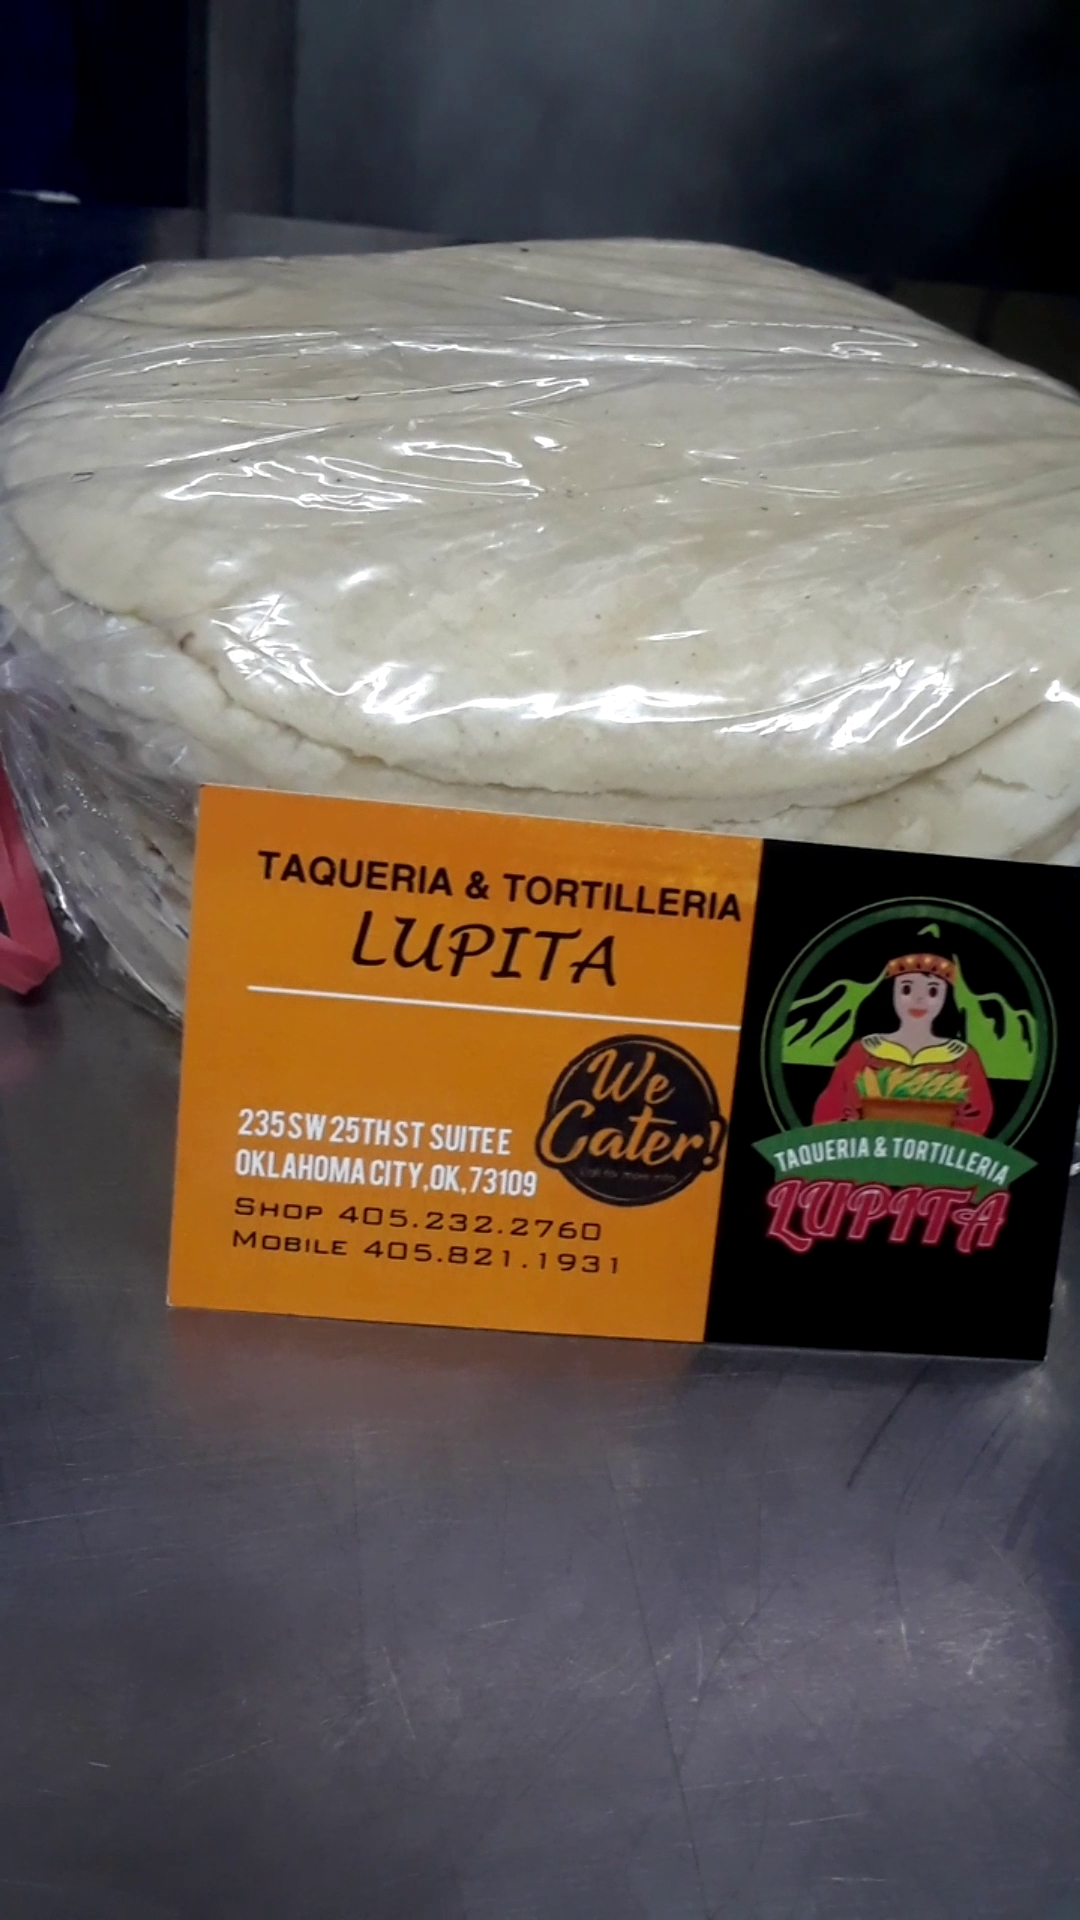 TAQUERIA & TORTILLERIA
LUPITA
We
Cater!
235 SW 25TH ST SUITE E
OKLAHOMA CITY, OK, 73109
SHOP 405.232.2760
MOBILE 405.821.1931
TAQUERIA & TORTILLERIA
LUPITA